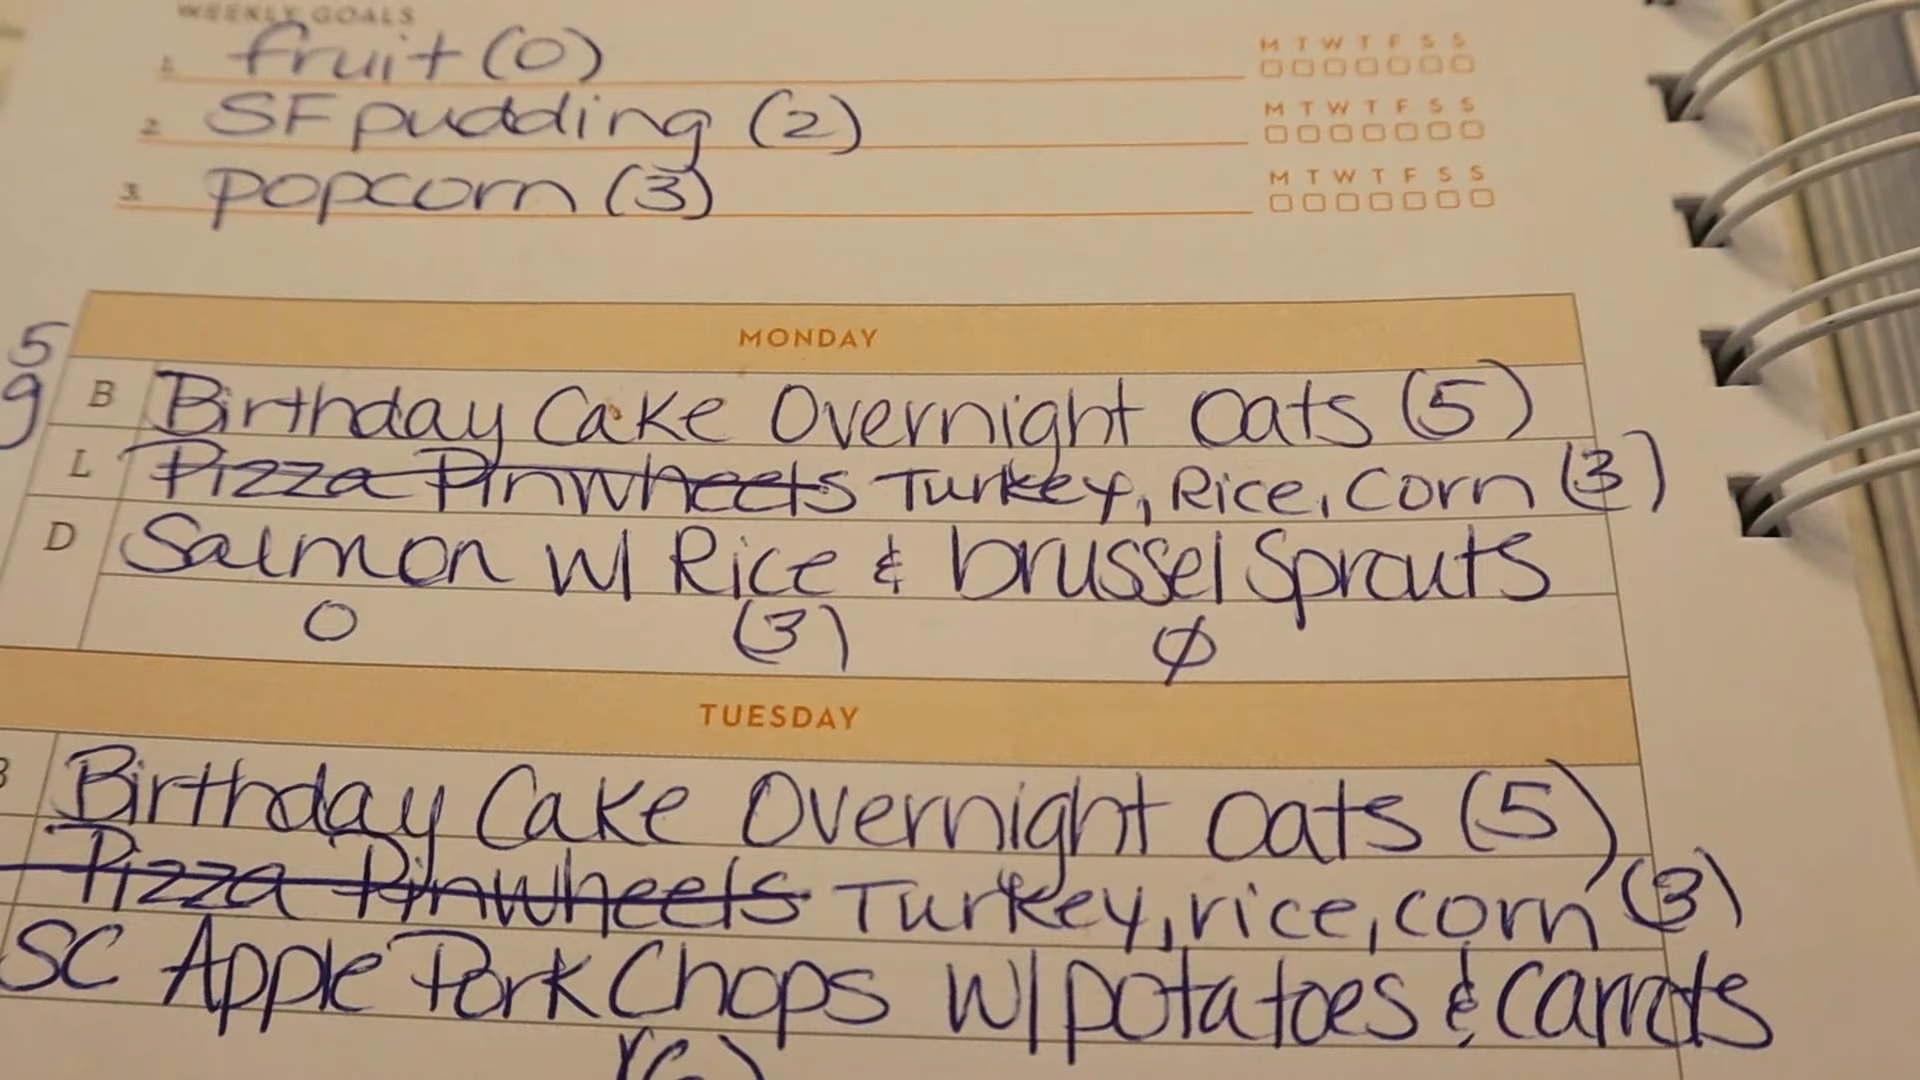 WEEKLY GOALS
1. fruit (0)
M T W T F S S
2. SF pudding (2)
M T W T F S S
3. popcorn (3)
M T W T F S S
MONDAY
5
9
B Birthday Cake Overnight Oats (5)
L Pizza Pinwheels Turkey, Rice, Corn (3)
D Salmon w/ Rice & brussel Sprouts
0 (3) 0
TUESDAY
B Birthday Cake Overnight Oats (5)
Pizza Pinwheels Turkey, rice, corn (3)
SC Apple Pork Chops w/ potatoes & carrots